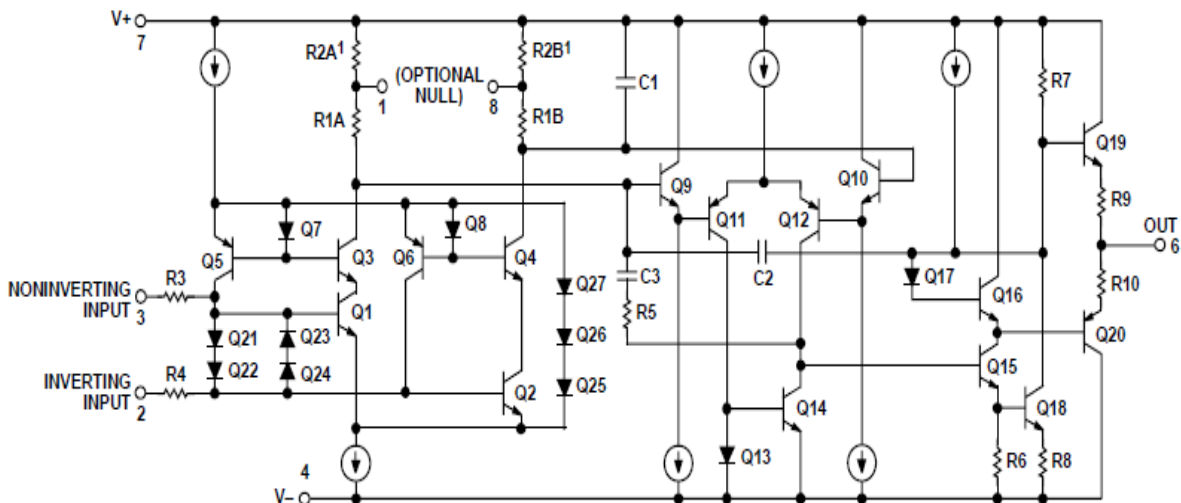 V+
7
R2A¹
R2B¹
(OPTIONAL
NULL)
1
8
R1A
R1B
C1
R7
Q19
Q9
Q10
Q11
Q12
R9
OUT
6
Q7
Q8
Q5
Q3
Q6
Q4
R3
NONINVERTING
INPUT
3
Q1
Q27
C3
C2
Q17
Q16
R10
Q21
Q23
Q26
R5
Q20
Q22
Q24
Q25
Q15
R4
INVERTING
INPUT
2
Q2
Q14
Q18
Q13
R6
R8
4
V–